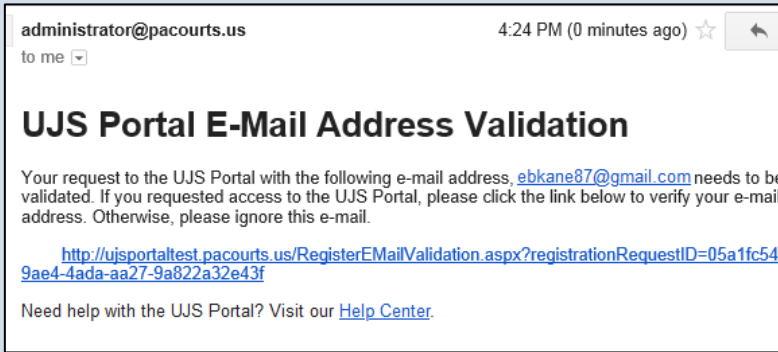 administrator@pacourts.us 4:24 PM (0 minutes ago)
to me
UJS Portal E-Mail Address Validation
Your request to the UJS Portal with the following e-mail address, ebkane87@gmail.com needs to be
validated. If you requested access to the UJS Portal, please click the link below to verify your e-mail
address. Otherwise, please ignore this e-mail.
http://ujsportaltest.pacourts.us/RegisterEMailValidation.aspx?registrationRequestID=05a1fc54
9ae4-4ada-aa27-9a822a32e43f
Need help with the UJS Portal? Visit our Help Center.